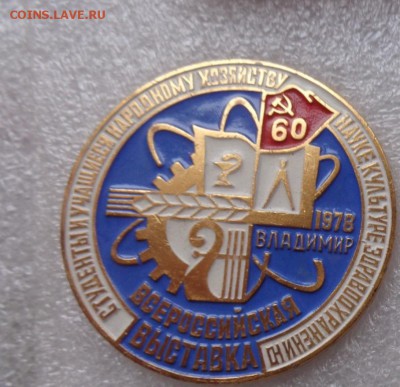 COINS.LAVE.RU
СТУДЕНТЫ И УЧАЩИЕСЯ НАРОДНОМУ ХОЗЯЙСТВУ НАУКЕ КУЛЬТУРЕ ЗДРАВООХРАНЕНИЮ
60
1978
ВЛАДИМИР
ВСЕРОССИЙСКАЯ
ВЫСТАВКА